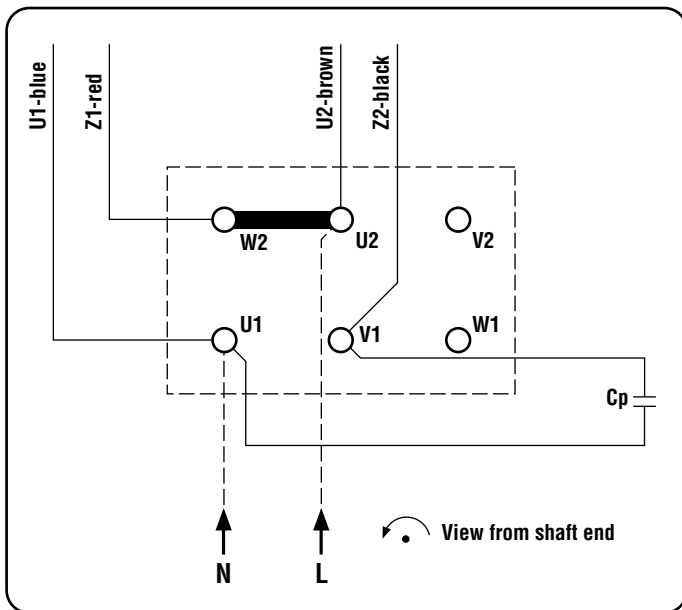 U1-blue
Z1-red
U2-brown
Z2-black
W2
U2
V2
U1
V1
W1
Cp
View from shaft end
N
L